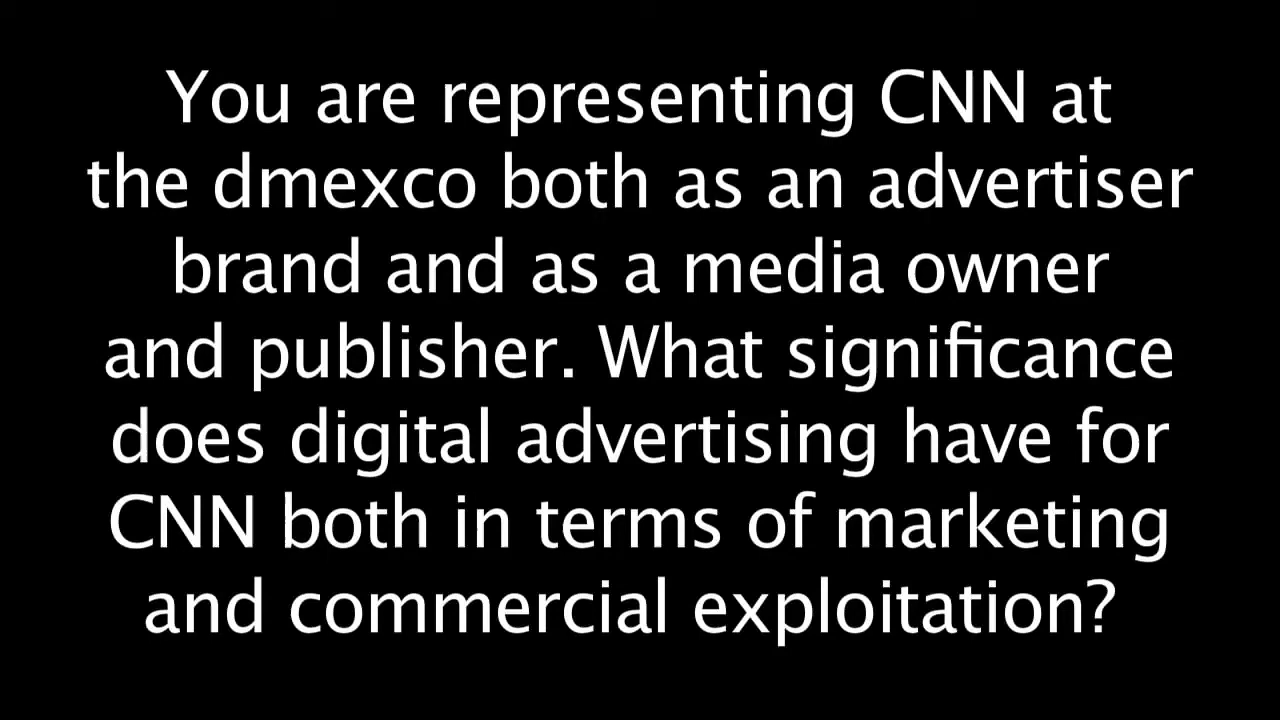 You are representing CNN at
the dmexco both as an advertiser
brand and as a media owner
and publisher. What significance
does digital advertising have for
CNN both in terms of marketing
and commercial exploitation?